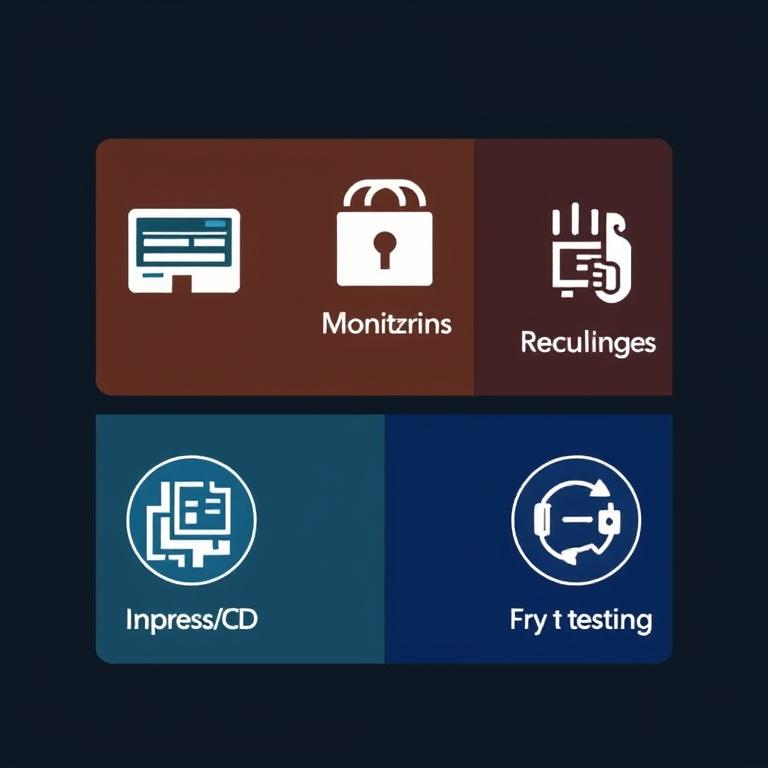 Monitzrins
Reculinges
Inpress/CD
Fry t testing